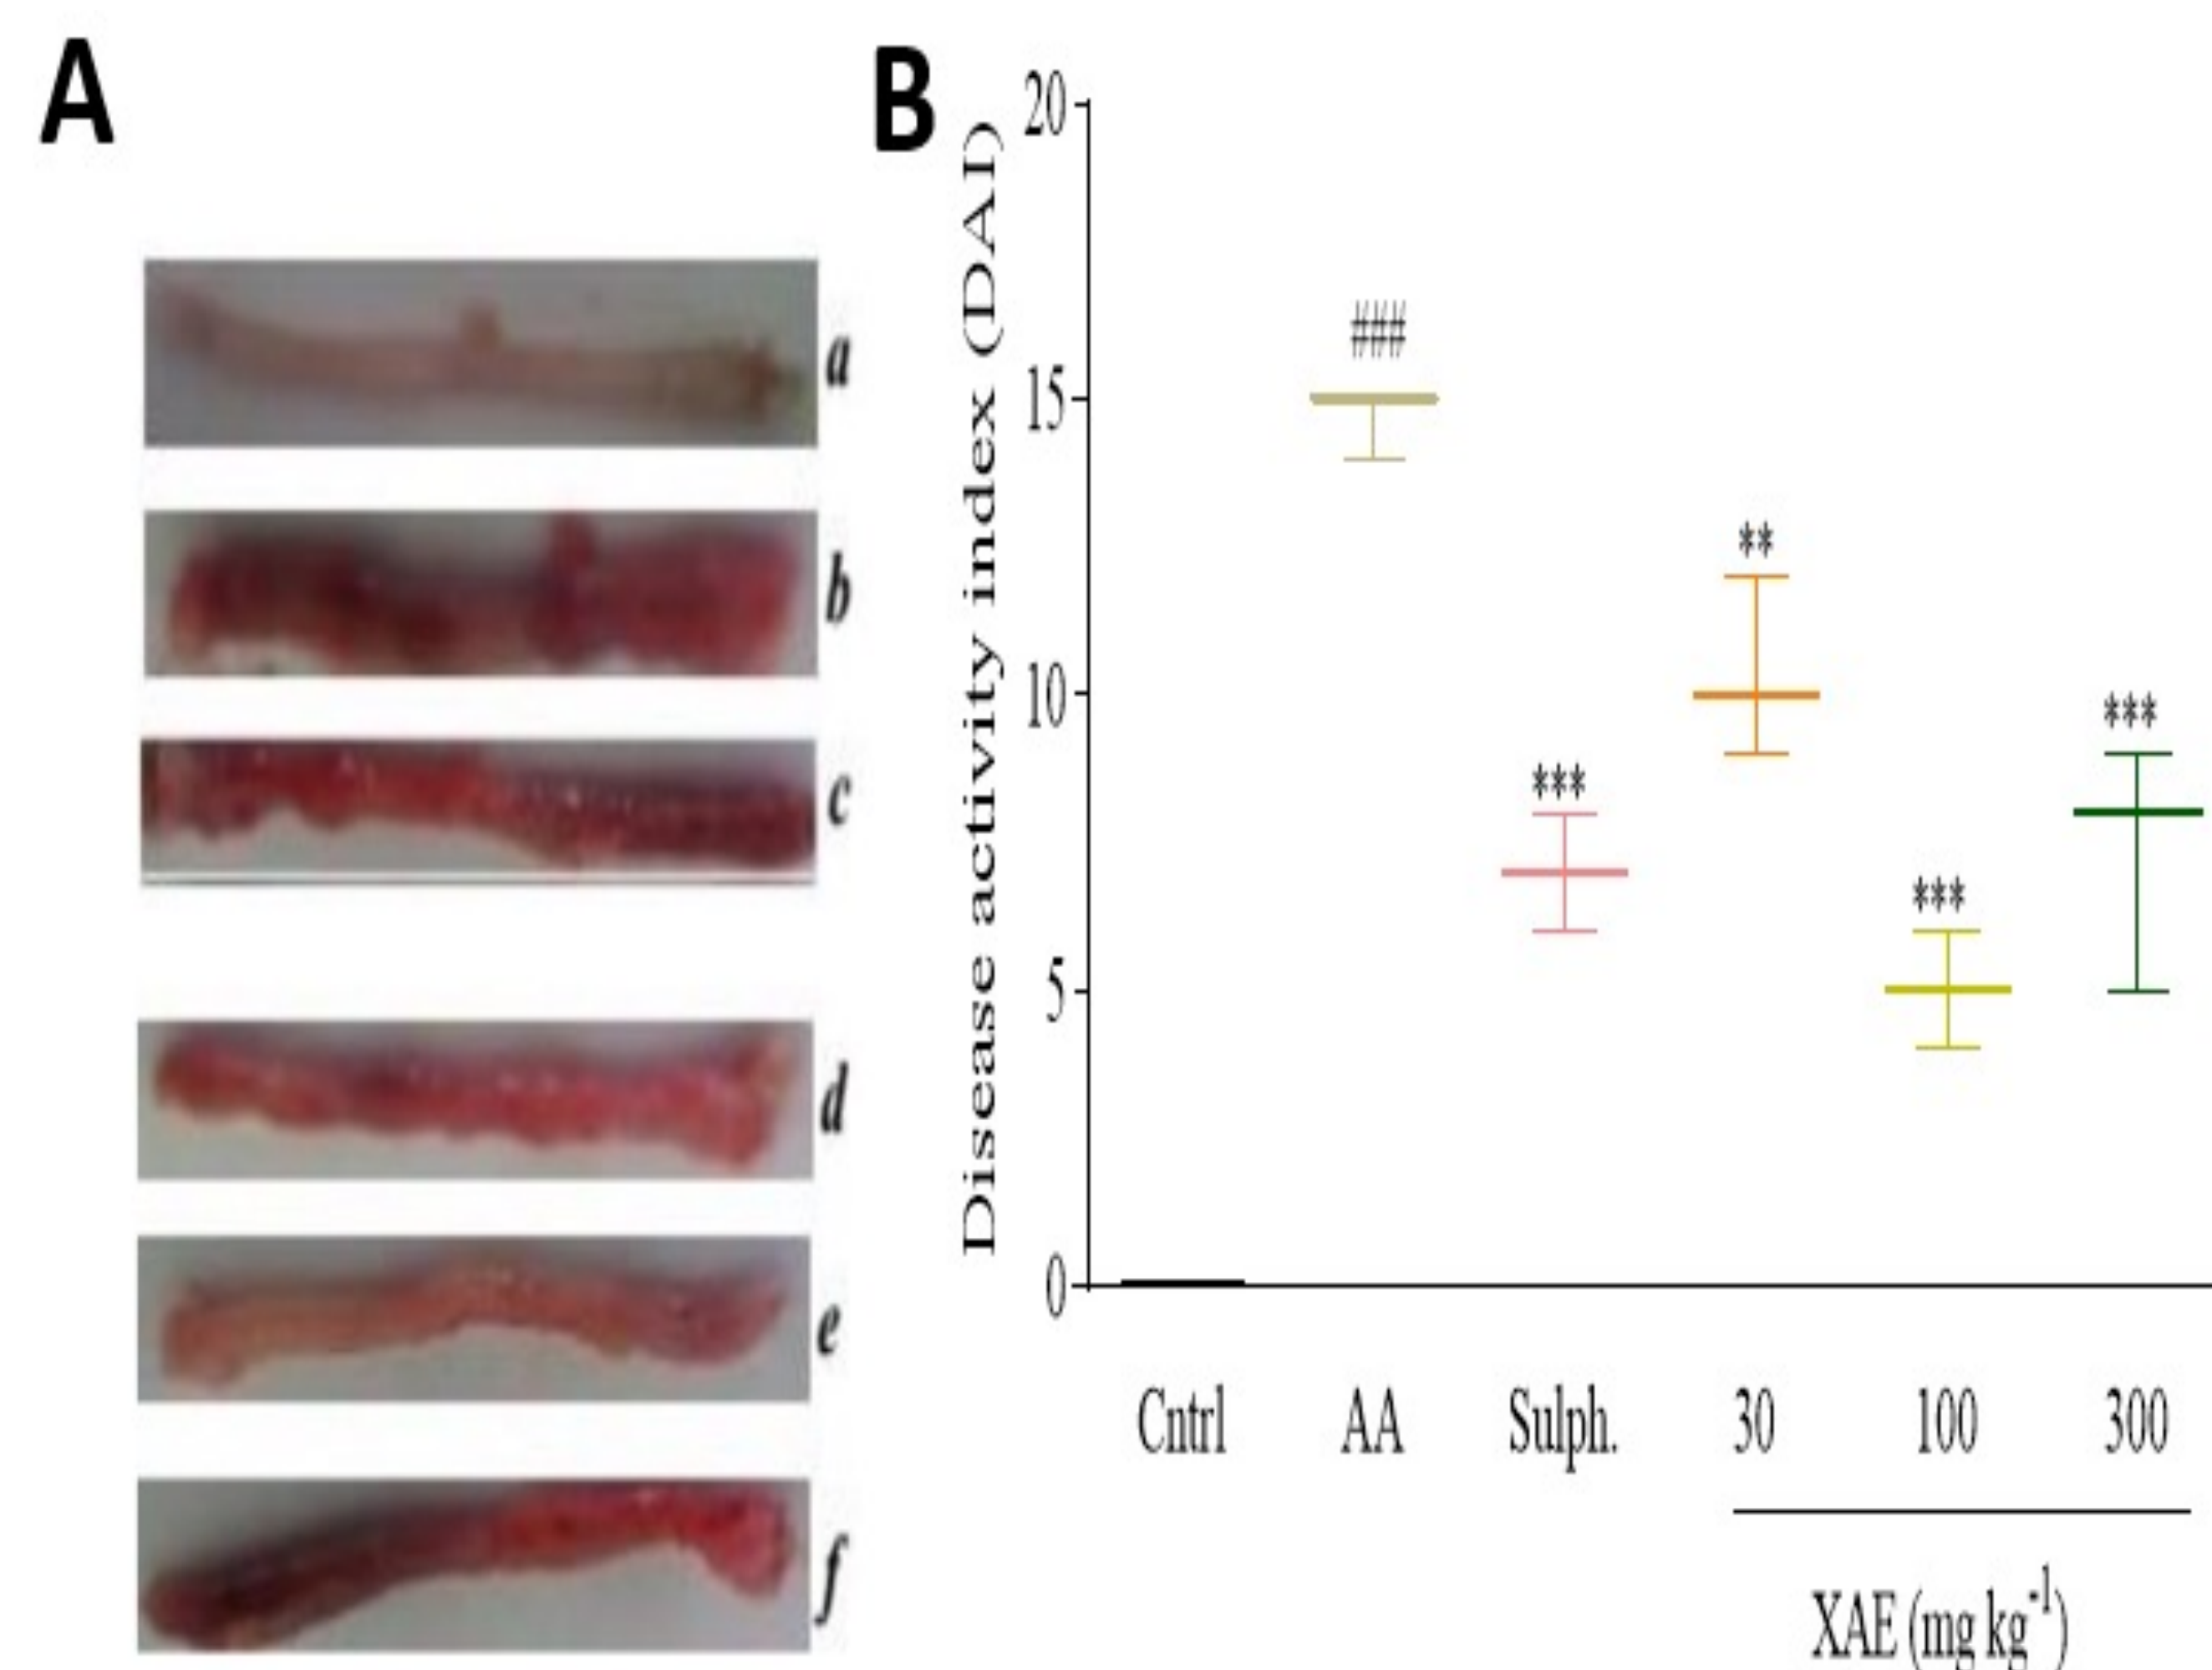 A
a
b
c
d
e
f
B
Disease activity index (DAI)
20
15
10
5
0
###
***
**
***
***
Cntrl AA Sulph. 30 100 300
XAE (mg kg⁻¹)